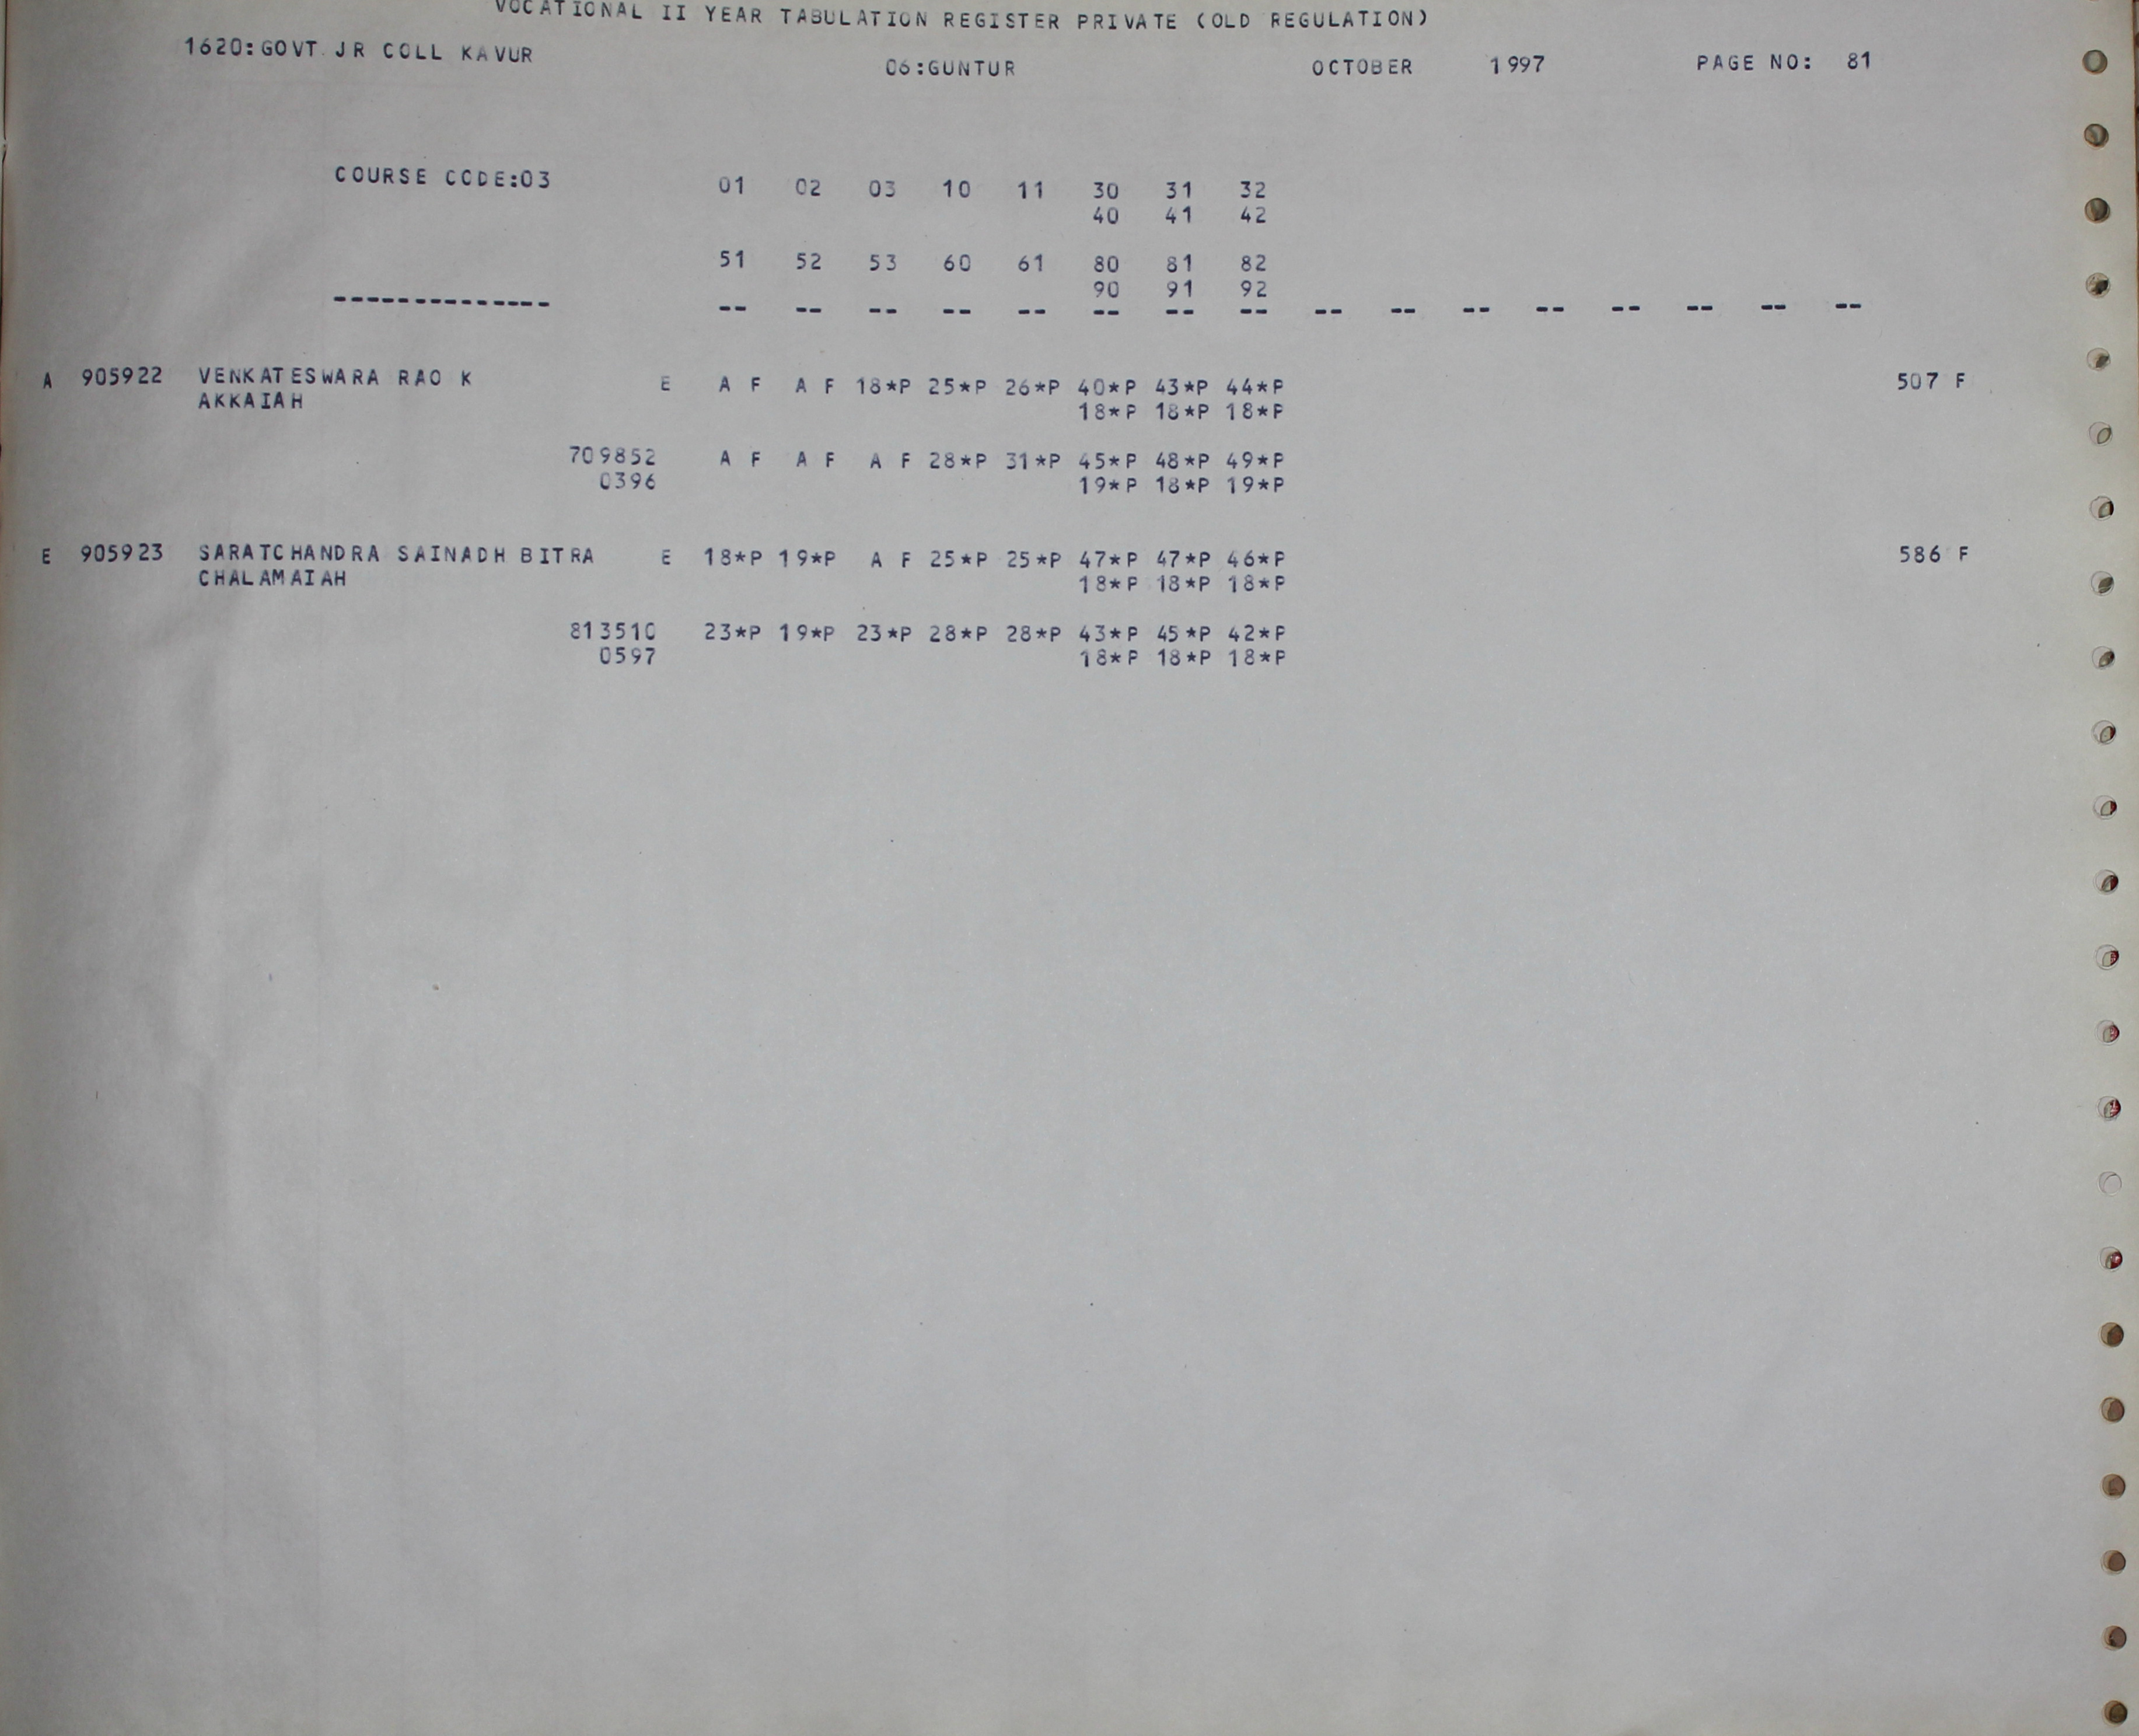 VOCATIONAL II YEAR TABULATION REGISTER PRIVATE (OLD REGULATION)
1620:GOVT JR COLL KAVUR 06:GUNTUR OCTOBER 1997 PAGE NO: 81
COURSE CODE:03 01 02 03 10 11 30 31 32
40 41 42
51 52 53 60 61 80 81 82
90 91 92
-------------- -- -- -- -- -- -- -- -- -- -- -- -- -- -- -- --
A 905922 VENKATESWARA RAO K E A F A F 18*P 25*P 26*P 40*P 43*P 44*P 507 F
AKKAIAH 18*P 18*P 18*P
709852 A F A F A F 28*P 31*P 45*P 48*P 49*P
0396 19*P 18*P 19*P
E 905923 SARATCHANDRA SAINADH BITRA E 18*P 19*P A F 25*P 25*P 47*P 47*P 46*P 586 F
CHALAMAIAH 18*P 18*P 18*P
813510 23*P 19*P 23*P 28*P 28*P 43*P 45*P 42*P
0597 18*P 18*P 18*P